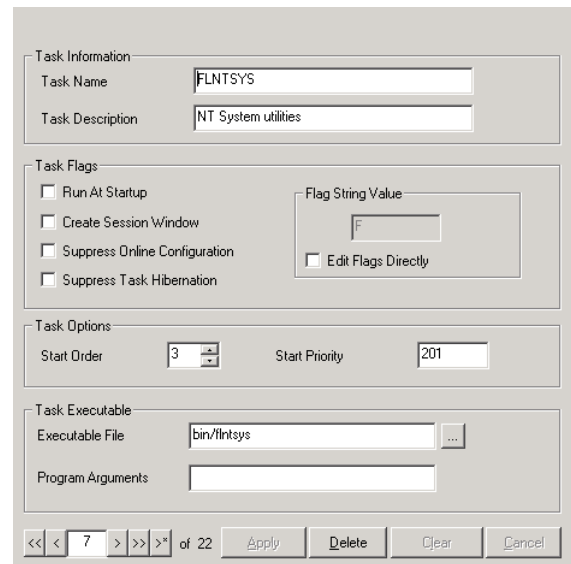 Task Information
Task Name
FLNTSYS
Task Description
NT System utilities
Task Flags
Run At Startup
Create Session Window
Suppress Online Configuration
Suppress Task Hibernation
Flag String Value
F
Edit Flags Directly
Task Options
Start Order
3
Start Priority
201
Task Executable
Executable File
bin/flntsys
...
Program Arguments
<< < 7 > >> >* of 22 Apply Delete Clear Cancel